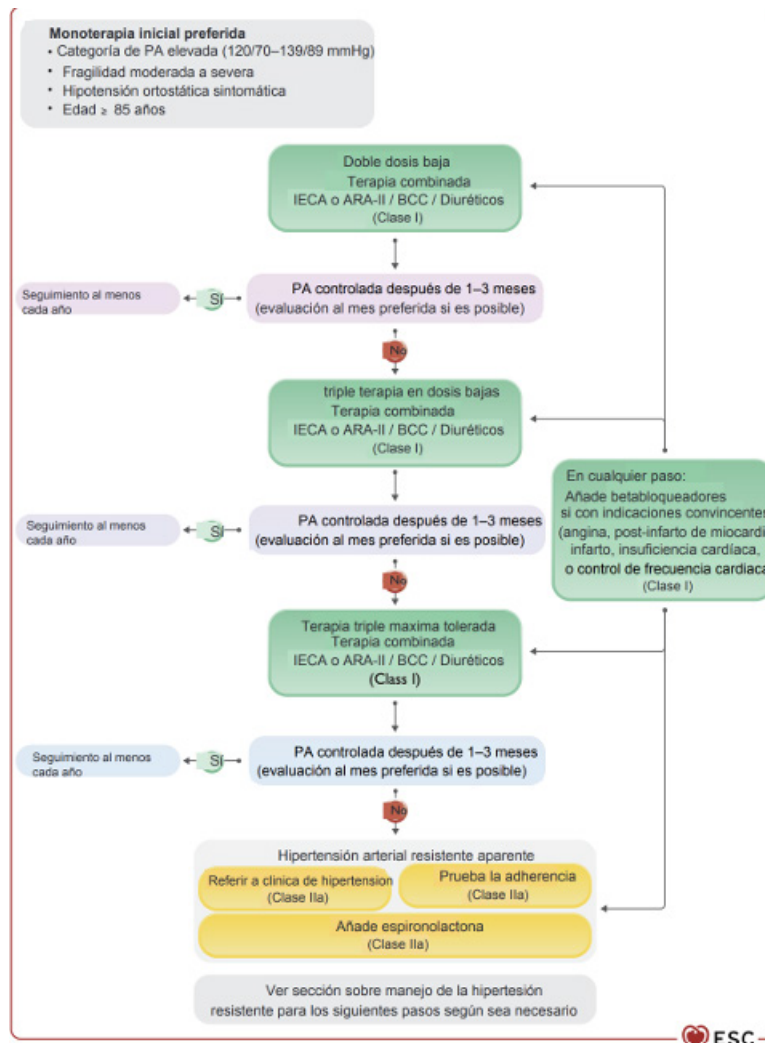 Monoterapia inicial preferida
• Categoría de PA elevada (120/70–139/89 mmHg)
• Fragilidad moderada a severa
• Hipotensión ortostática sintomática
• Edad ≥ 85 años
Doble dosis baja
Terapia combinada
IECA o ARA-II / BCC / Diuréticos
(Clase I)
Seguimiento al menos
cada año
Sí
PA controlada después de 1–3 meses
(evaluación al mes preferida si es posible)
No
triple terapia en dosis bajas
Terapia combinada
IECA o ARA-II / BCC / Diuréticos
(Clase I)
En cualquier paso:
Añade betabloqueadores
si con indicaciones convincentes
(angina, post-infarto de miocardi
infarto, insuficiencia cardíaca,
o control de frecuencia cardiaca
(Clase I)
Seguimiento al menos
cada año
Sí
PA controlada después de 1–3 meses
(evaluación al mes preferida si es posible)
No
Terapia triple maxima tolerada
Terapia combinada
IECA o ARA-II / BCC / Diuréticos
(Class I)
Seguimiento al menos
cada año
Sí
PA controlada después de 1–3 meses
(evaluación al mes preferida si es posible)
No
Hipertensión arterial resistente aparente
Referir a clinica de hipertension
(Clase IIa)
Prueba la adherencia
(Clase IIa)
Añade espironolactona
(Clase IIa)
Ver sección sobre manejo de la hipertesión
resistente para los siguientes pasos según sea necesario
ESC